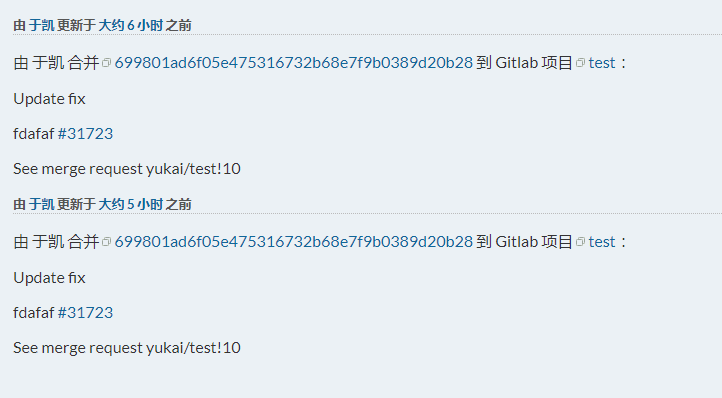 由 于凯 更新于 大约 6 小时 之前
由 于凯 合并 699801ad6f05e475316732b68e7f9b0389d20b28 到 Gitlab 项目 test：
Update fix
fdafaf #31723
See merge request yukai/test!10
由 于凯 更新于 大约 5 小时 之前
由 于凯 合并 699801ad6f05e475316732b68e7f9b0389d20b28 到 Gitlab 项目 test：
Update fix
fdafaf #31723
See merge request yukai/test!10